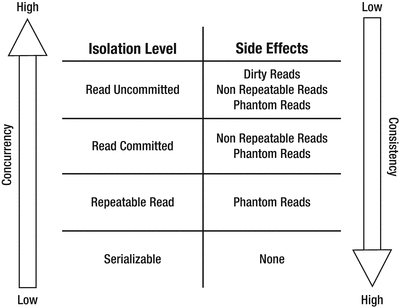 High
Low
Isolation Level
Side Effects
Read Uncommitted
Dirty Reads
Non Repeatable Reads
Phantom Reads
Read Committed
Non Repeatable Reads
Phantom Reads
Repeatable Read
Phantom Reads
Serializable
None
Concurrency
Consistency
Low
High